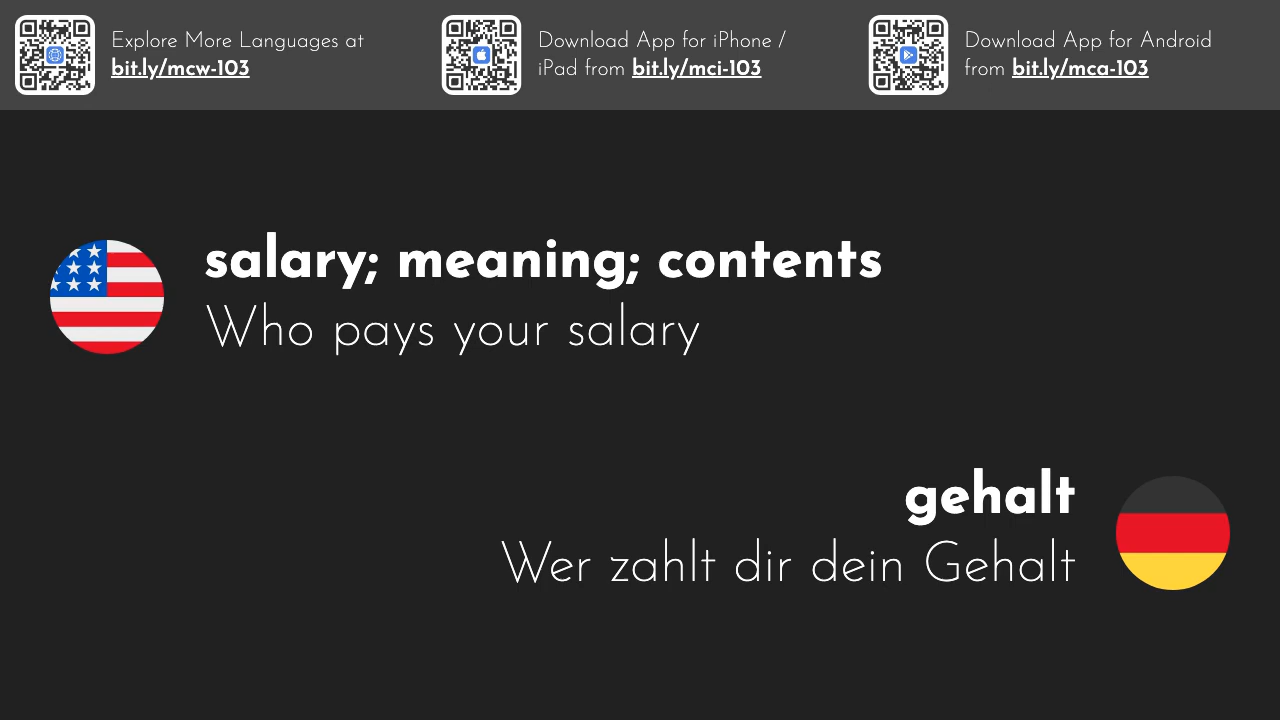 Explore More Languages at
bit.ly/mcw-103
Download App for iPhone /
iPad from bit.ly/mci-103
Download App for Android
from bit.ly/mca-103
salary; meaning; contents
Who pays your salary
gehalt
Wer zahlt dir dein Gehalt